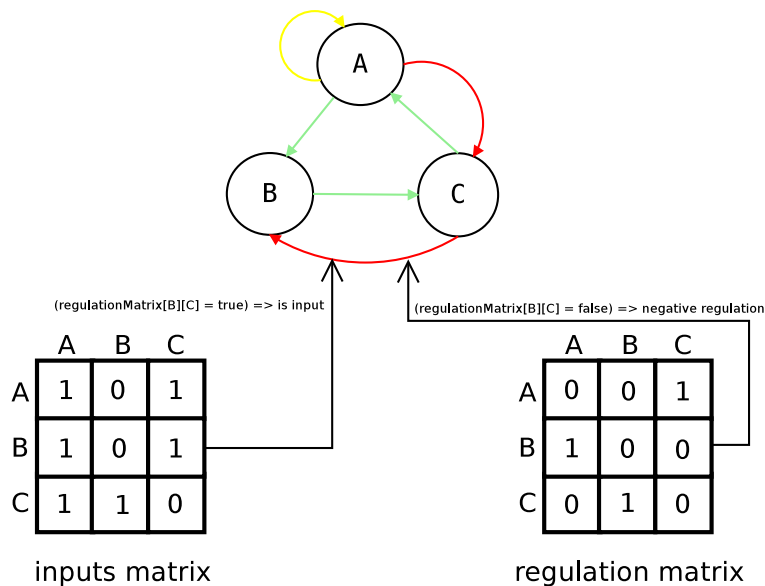 A
B
C
(regulationMatrix[B][C] = true) => is input
(regulationMatrix[B][C] = false) => negative regulation
A B C
A 1 0 1
B 1 0 1
C 1 1 0
inputs matrix
A B C
A 0 0 1
B 1 0 0
C 0 1 0
regulation matrix